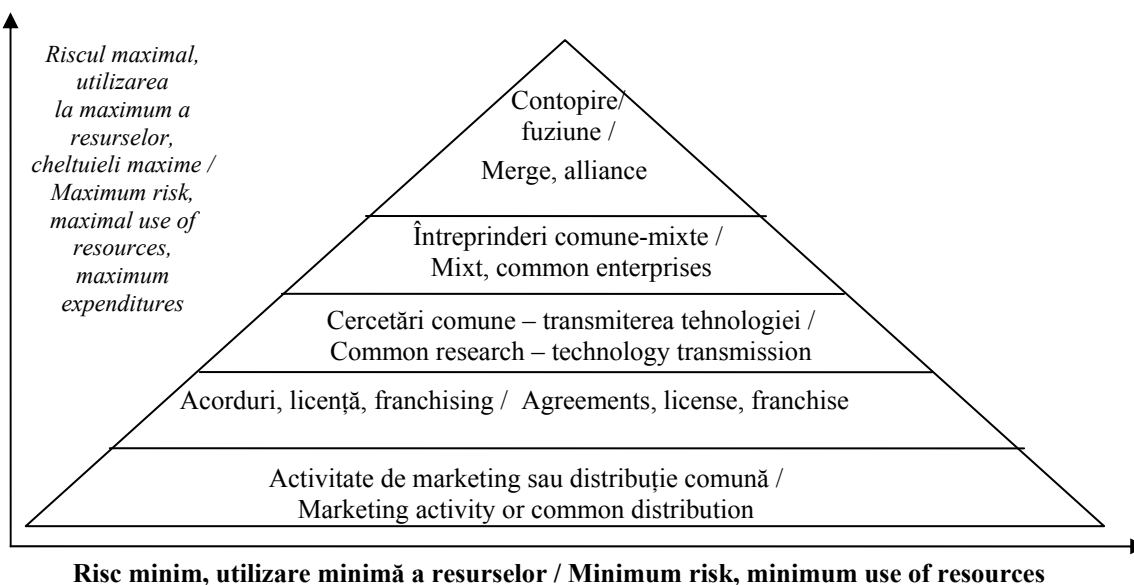 Riscul maximal,
utilizarea
la maximum a
resurselor,
cheltuieli maxime /
Maximum risk,
maximal use of
resources,
maximum
expenditures
Contopire/
fuziune /
Merge, alliance
Întreprinderi comune-mixte /
Mixt, common enterprises
Cercetări comune – transmiterea tehnologiei /
Common research – technology transmission
Acorduri, licență, franchising / Agreements, license, franchise
Activitate de marketing sau distribuție comună /
Marketing activity or common distribution
Risc minim, utilizare minimă a resurselor / Minimum risk, minimum use of resources